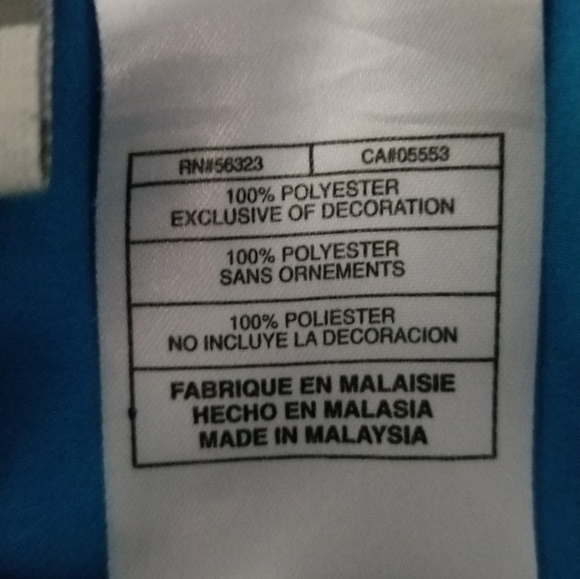 RN#56323 CA#05553
100% POLYESTER
EXCLUSIVE OF DECORATION
100% POLYESTER
SANS ORNEMENTS
100% POLIESTER
NO INCLUYE LA DECORACION
FABRIQUE EN MALAISIE
HECHO EN MALASIA
MADE IN MALAYSIA